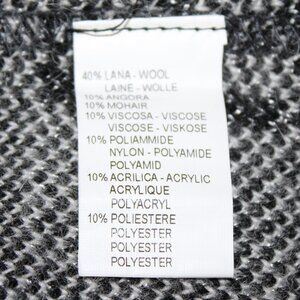 40% LANA - WOOL
LAINE - WOLLE
10% ANGORA
10% MOHAIR
10% VISCOSA - VISCOSE
VISCOSE - VISKOSE
10% POLIAMMIDE
NYLON - POLYAMIDE
POLYAMID
10% ACRILICA - ACRYLIC
ACRYLIQUE
POLYACRYL
10% POLIESTERE
POLYESTER
POLYESTER
POLYESTER